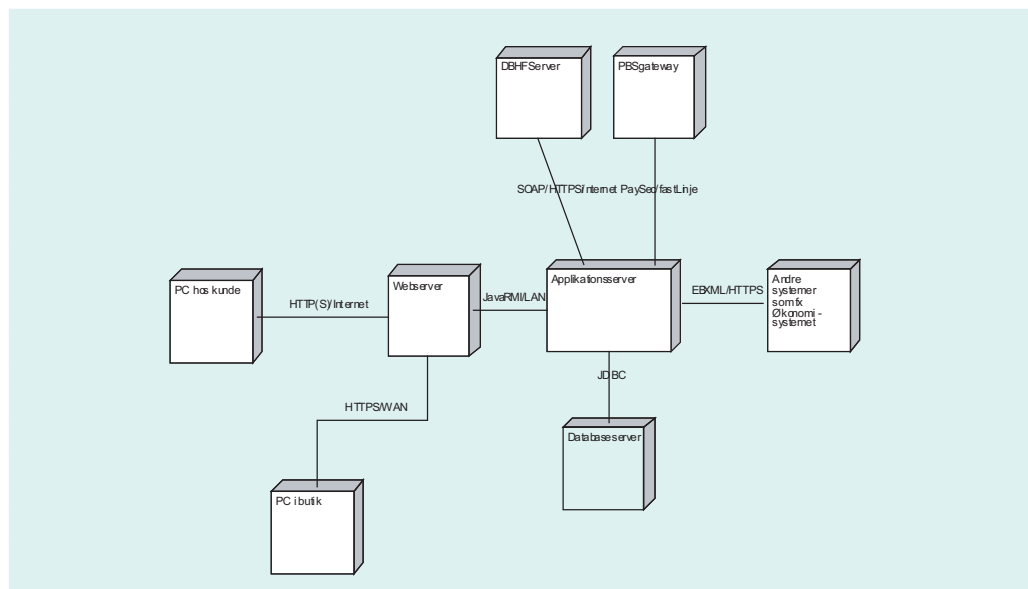 DBHFServer
PBSgateway
SOAP/HTTPS/Internet
PaySec/fastLinje
PC hos kunde
HTTP(S)/Internet
Webserver
JavaRMI/LAN
Applikationsserver
EBXML/HTTPS
Andre
systemer
som fx
Økonomi-
systemet
JDBC
HTTPS/WAN
Databaseserver
PC i butik